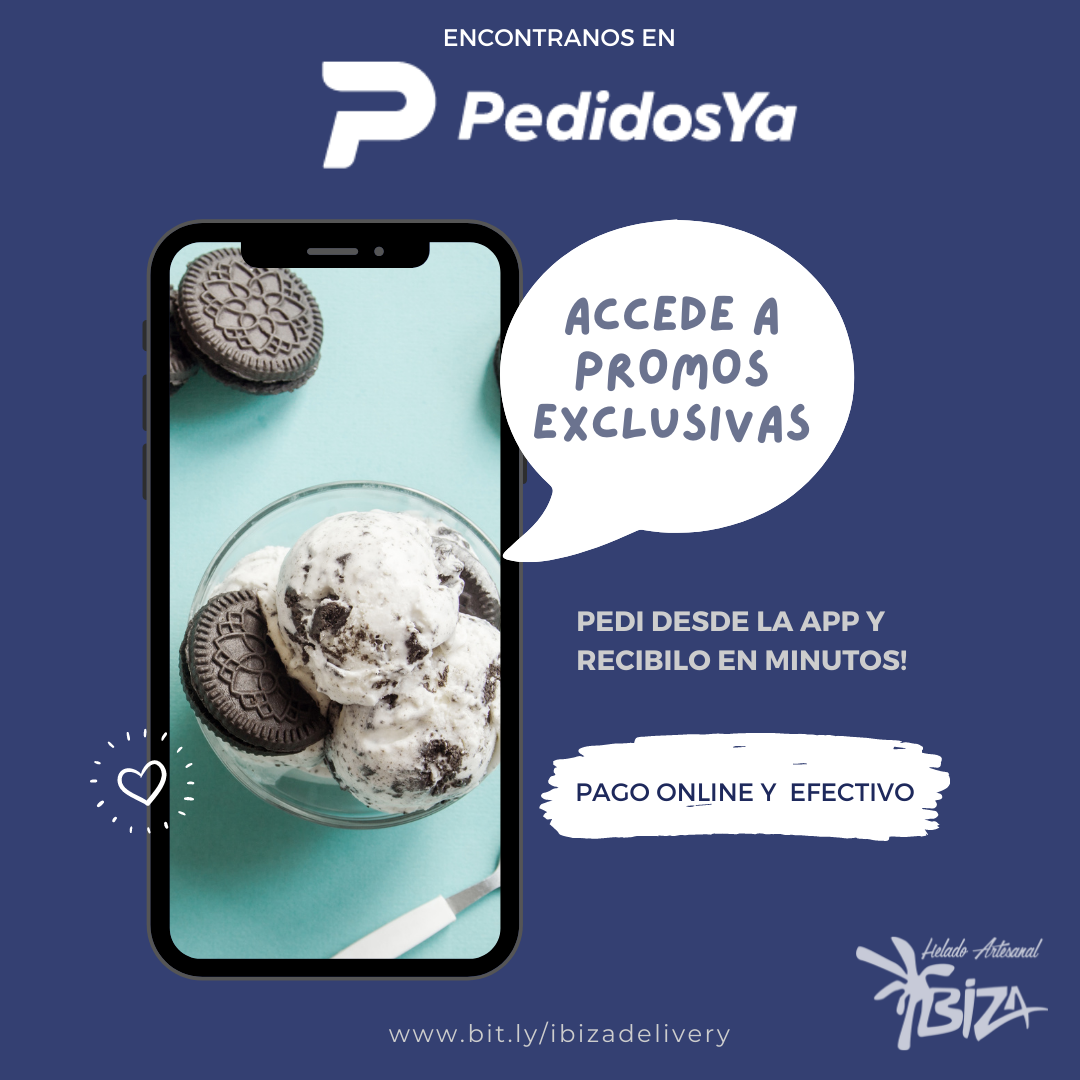 ENCONTRANOS EN
PedidosYa
ACCEDE A
PROMOS
EXCLUSIVAS
PEDI DESDE LA APP Y
RECIBILO EN MINUTOS!
PAGO ONLINE Y EFECTIVO
Helado Artesanal
IBIZA
www.bit.ly/ibizadelivery